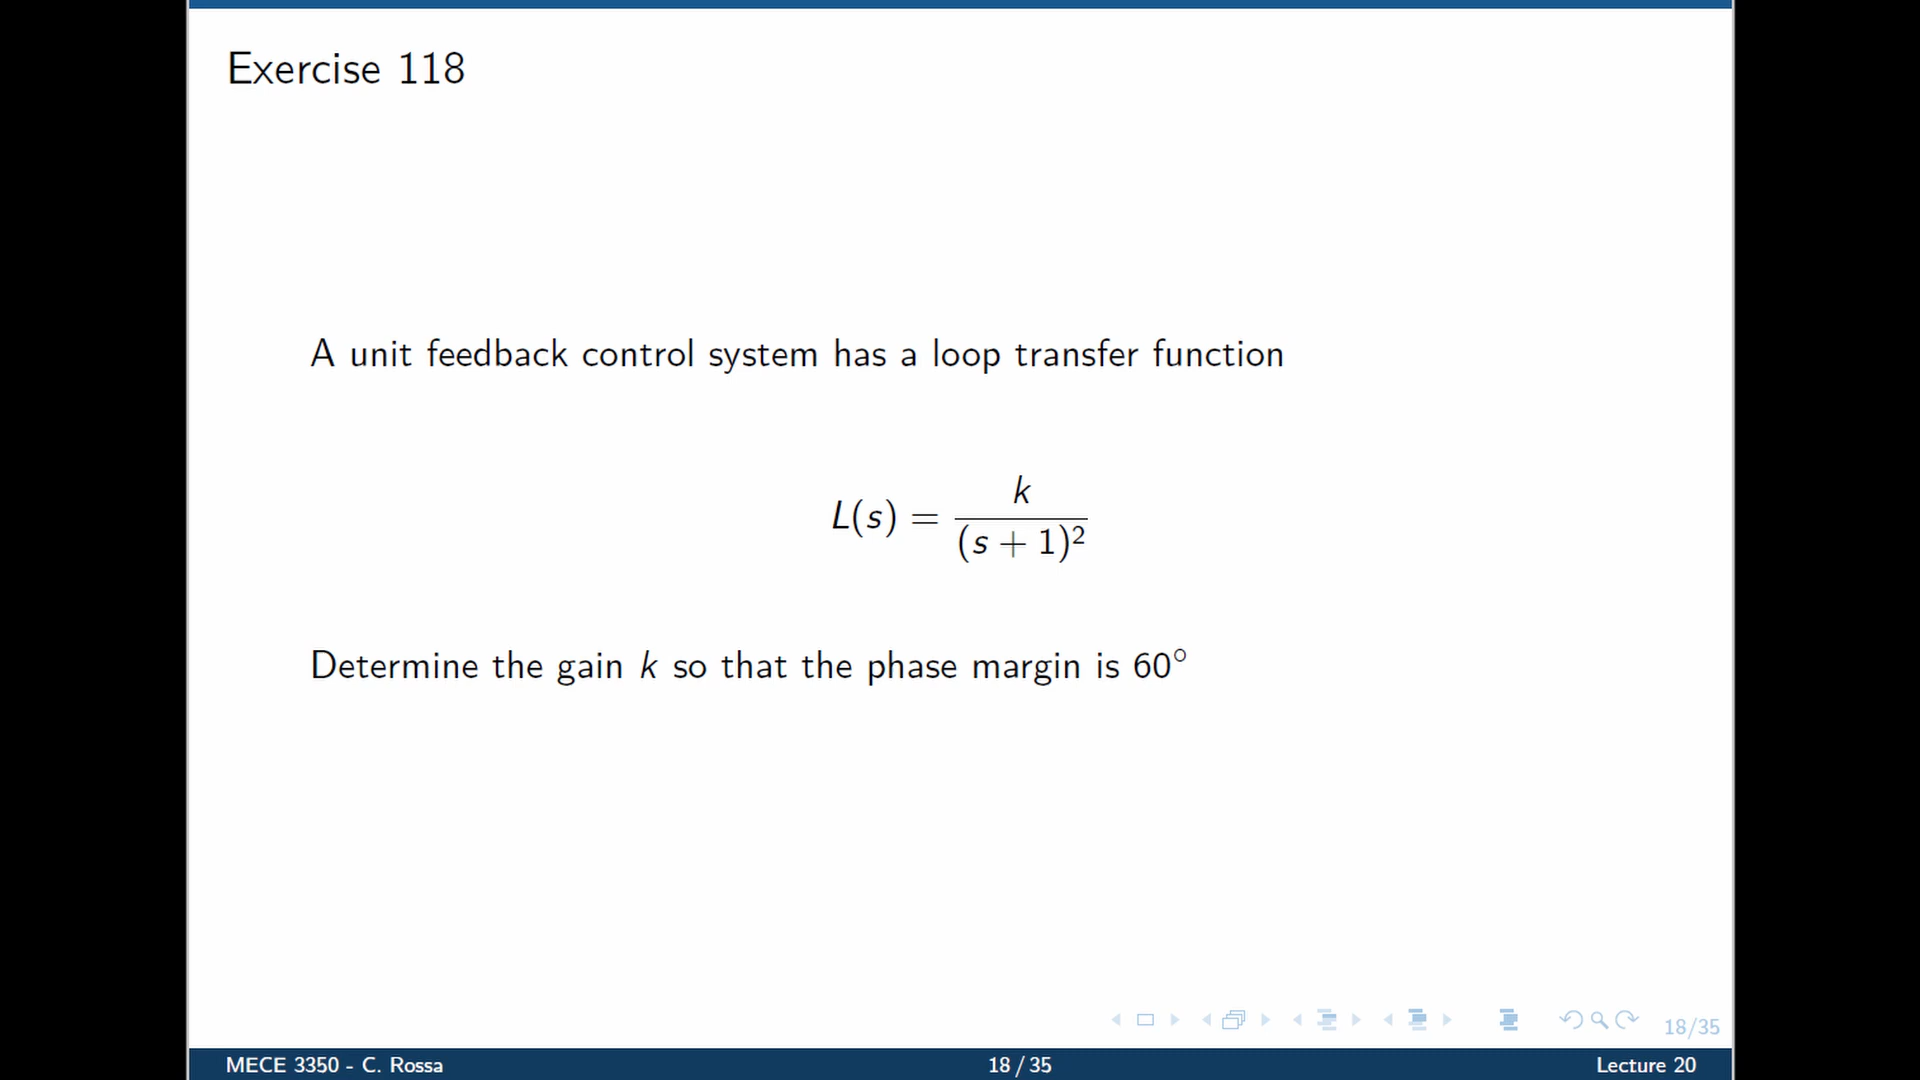 Exercise 118
A unit feedback control system has a loop transfer function
L(s) = k / (s + 1)²
Determine the gain k so that the phase margin is 60°
18/35
MECE 3350 - C. Rossa 18 / 35 Lecture 20